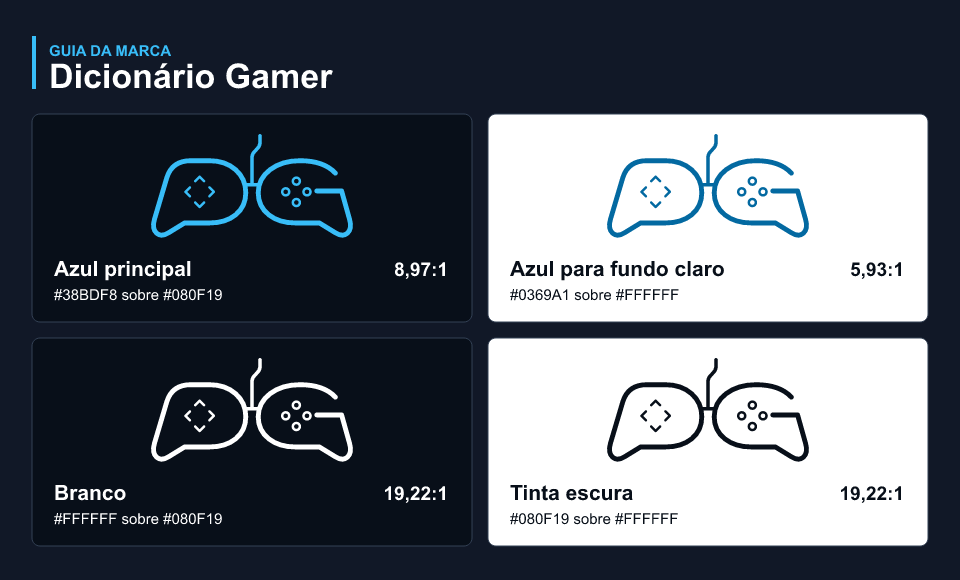 GUIA DA MARCA
Dicionário Gamer
Azul principal 8,97:1
#38BDF8 sobre #080F19
Azul para fundo claro 5,93:1
#0369A1 sobre #FFFFFF
Branco 19,22:1
#FFFFFF sobre #080F19
Tinta escura 19,22:1
#080F19 sobre #FFFFFF